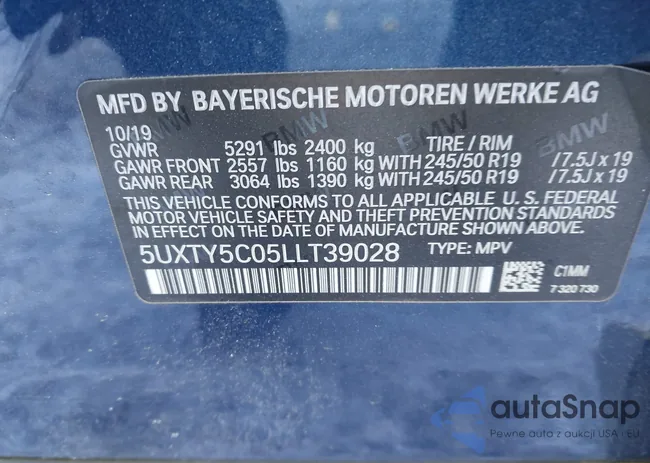 MFD BY BAYERISCHE MOTOREN WERKE AG
10/19
GVWR 5291 lbs 2400 kg TIRE / RIM
GAWR FRONT 2557 lbs 1160 kg WITH 245/50 R19 / 7.5J x 19
GAWR REAR 3064 lbs 1390 kg WITH 245/50 R19 / 7.5J x 19
THIS VEHICLE CONFORMS TO ALL APPLICABLE U. S. FEDERAL
MOTOR VEHICLE SAFETY AND THEFT PREVENTION STANDARDS
IN EFFECT ON THE DATE OF MANUFACTURE SHOWN ABOVE.
5UXTY5C05LLT39028 TYPE: MPV
C1MM
7 320 730
BMW
BMW
BMW
autoSnap
Pewne auta z aukcji USA i EU